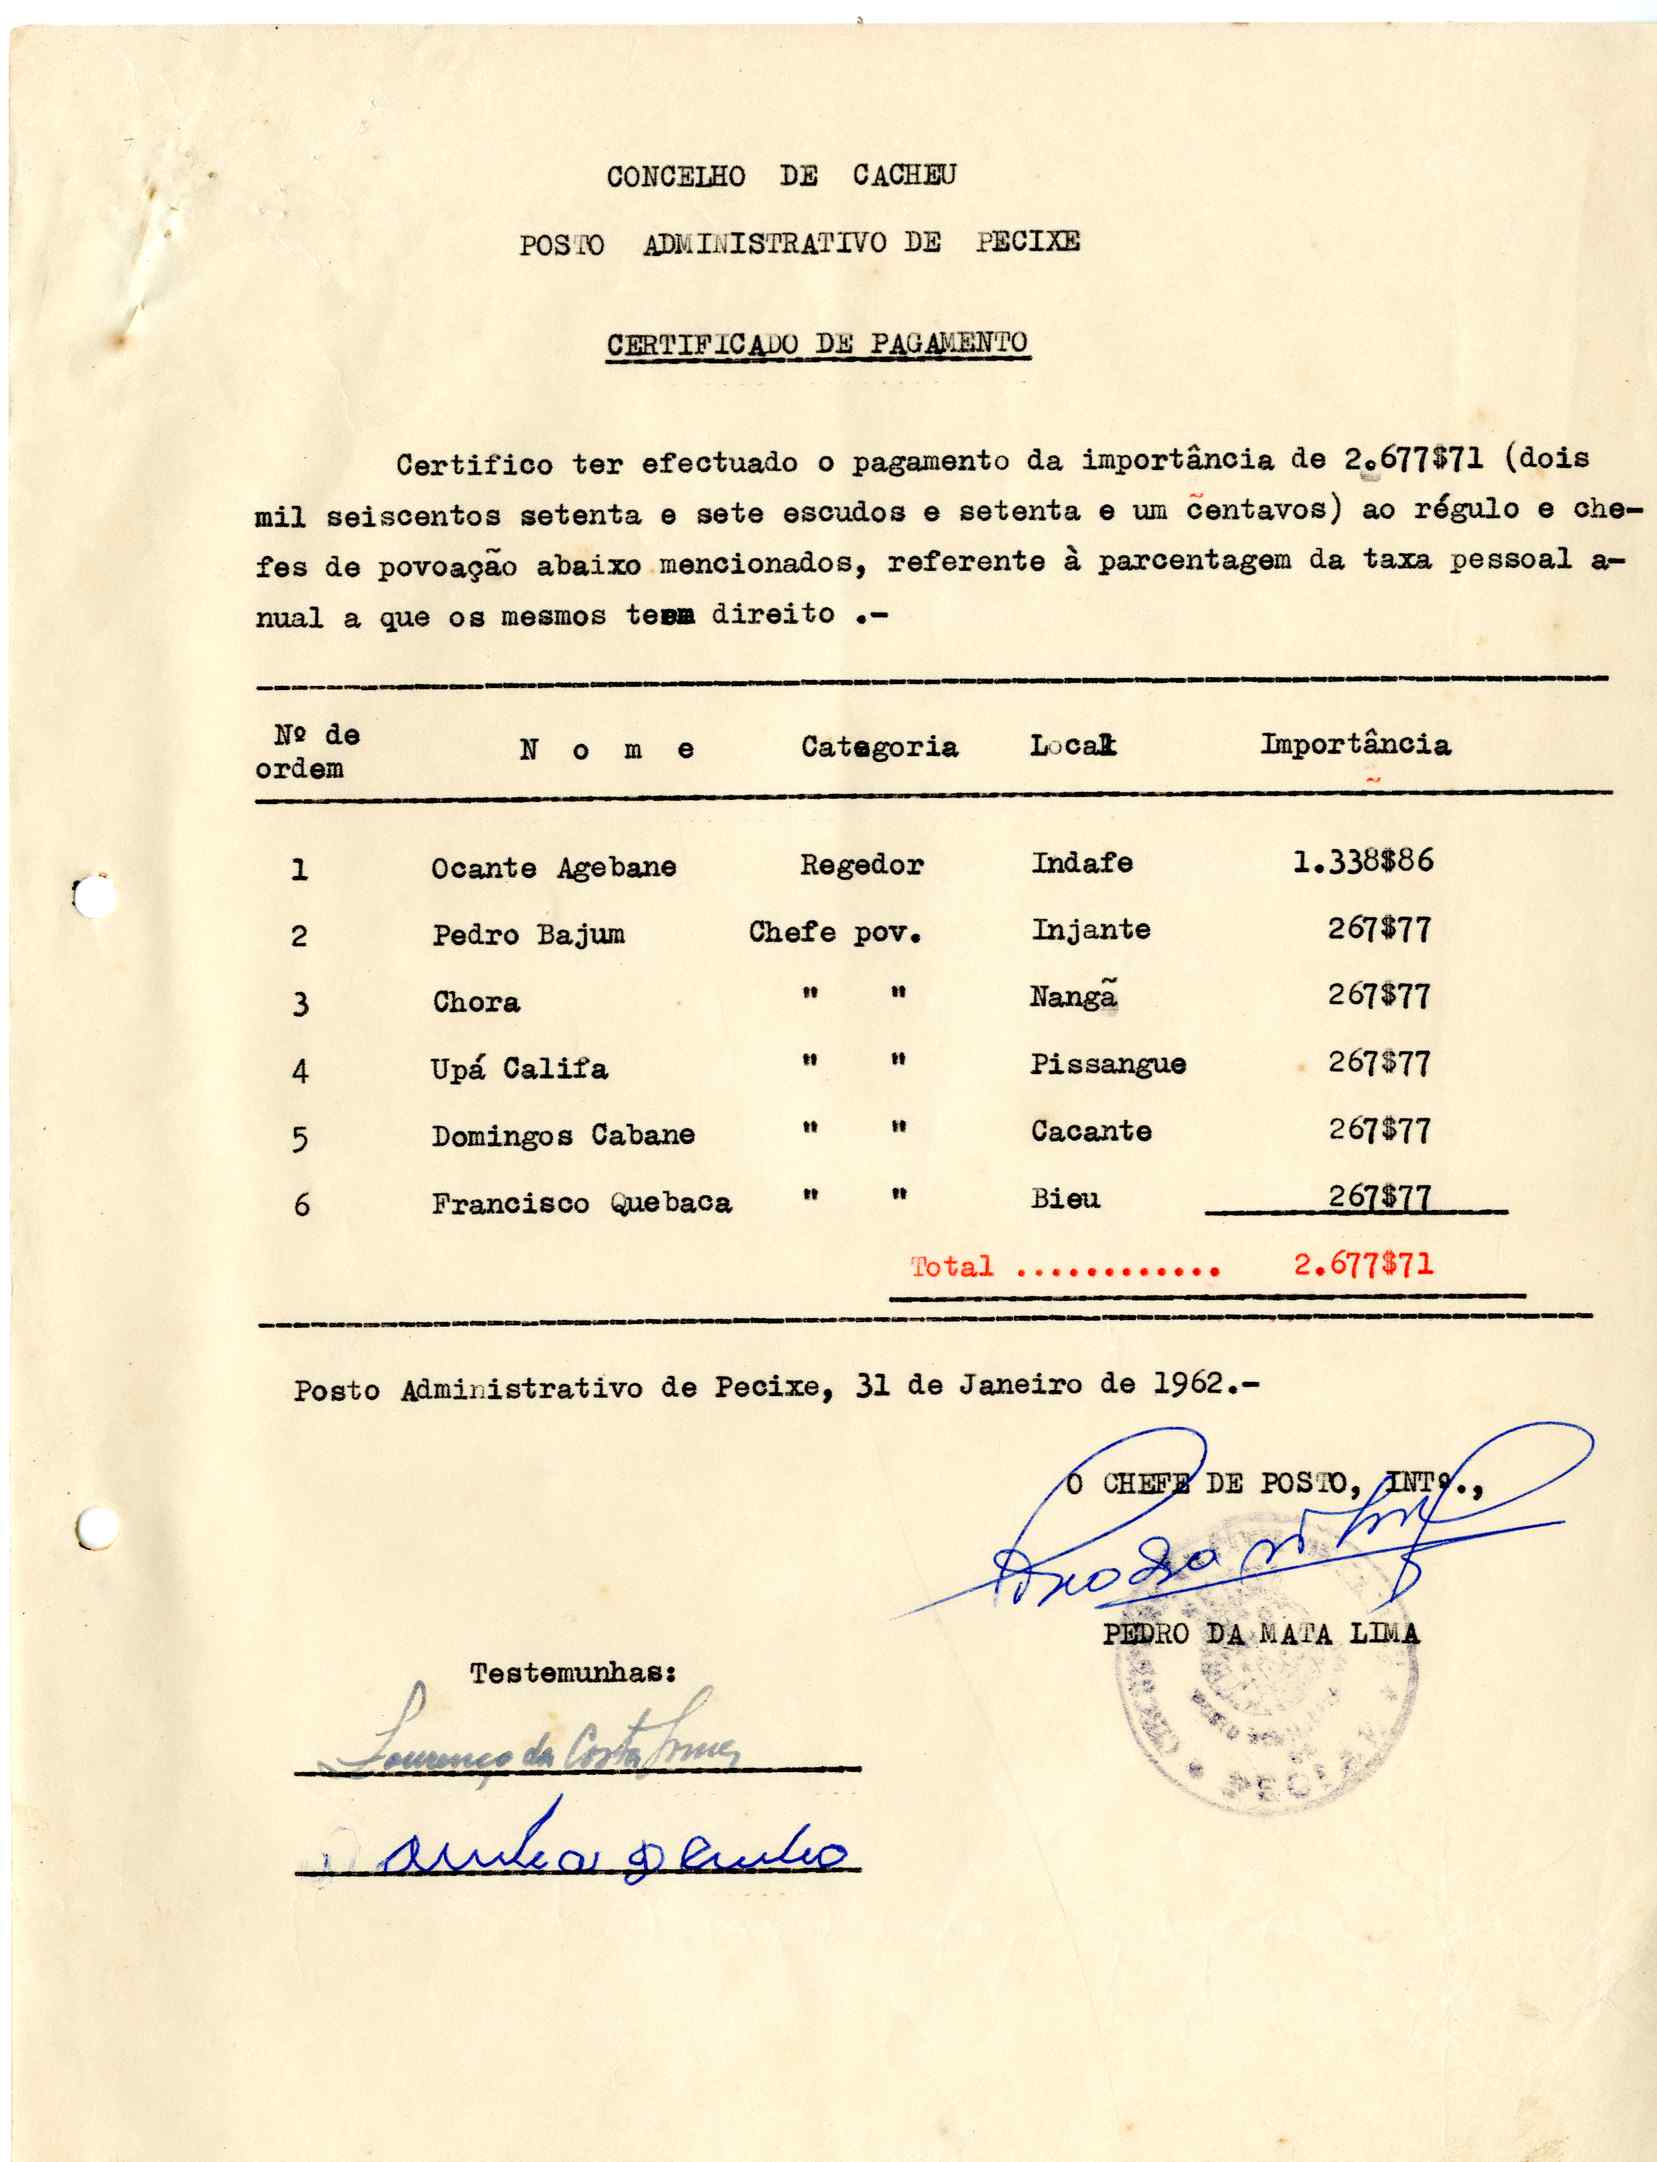 CONCELHO DE CACHEU
POSTO ADMINISTRATIVO DE PECIXE
CERTIFICADO DE PAGAMENTO
Certifico ter efectuado o pagamento da importância de 2.677$71 (dois
mil seiscentos setenta e sete escudos e setenta e um centavos) ao régulo e che-
fes de povoação abaixo mencionados, referente à parcentagem da taxa pessoal a-
nual a que os mesmos teem direito .-
Nº de ordem N o m e Categoria Local Importância
1 Ocante Agebane Regedor Indafe 1.338$86
2 Pedro Bajum Chefe pov. Injante 267$77
3 Chora " " Nangã 267$77
4 Upá Califa " " Pissangue 267$77
5 Domingos Cabane " " Cacante 267$77
6 Francisco Quebaca " " Bieu 267$77
Total ............ 2.677$71
Posto Administrativo de Pecixe, 31 de Janeiro de 1962.-
O CHEFE DE POSTO, INTº.,
PEDRO DA MATA LIMA
Testemunhas:
Lourenço da Costa